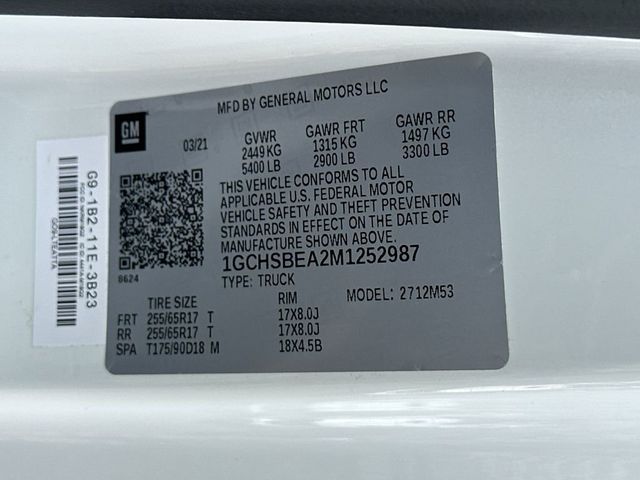 MFD BY GENERAL MOTORS LLC
GM
03/21
GVWR GAWR FRT GAWR RR
2449 KG 1315 KG 1497 KG
5400 LB 2900 LB 3300 LB
THIS VEHICLE CONFORMS TO ALL
APPLICABLE U.S. FEDERAL MOTOR
VEHICLE SAFETY AND THEFT PREVENTION
STANDARDS IN EFFECT ON THE DATE OF
MANUFACTURE SHOWN ABOVE.
8624
1GCHSBEA2M1252987
TYPE: TRUCK MODEL: 2712M53
TIRE SIZE RIM
FRT 255/65R17 T 17X8.0J
RR 255/65R17 T 17X8.0J
SPA T175/90D18 M 18X4.5B
G9-1B2-11E-3B23